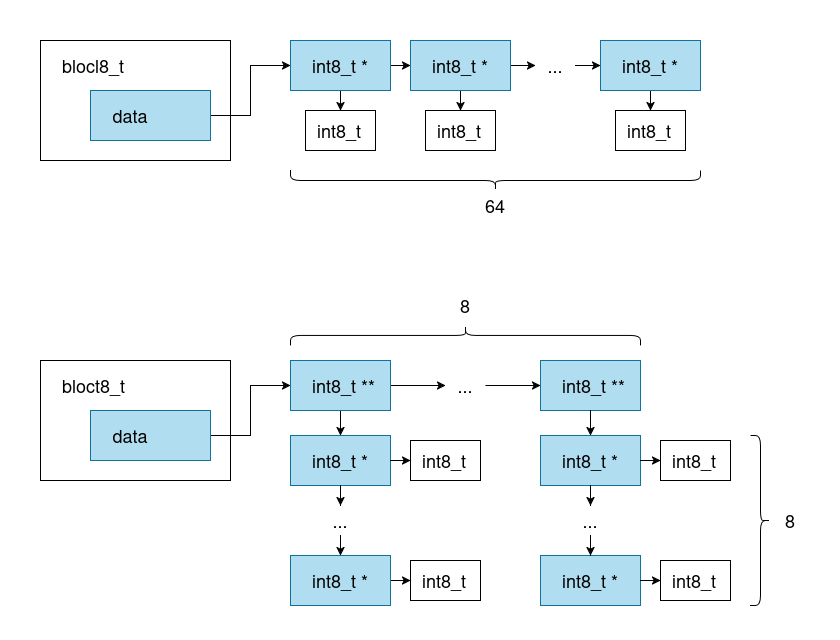 blocl8_t
data
int8_t *
int8_t *
...
int8_t *
int8_t
int8_t
int8_t
64
8
bloct8_t
data
int8_t **
...
int8_t **
int8_t *
int8_t
int8_t *
int8_t
...
...
8
int8_t *
int8_t
int8_t *
int8_t